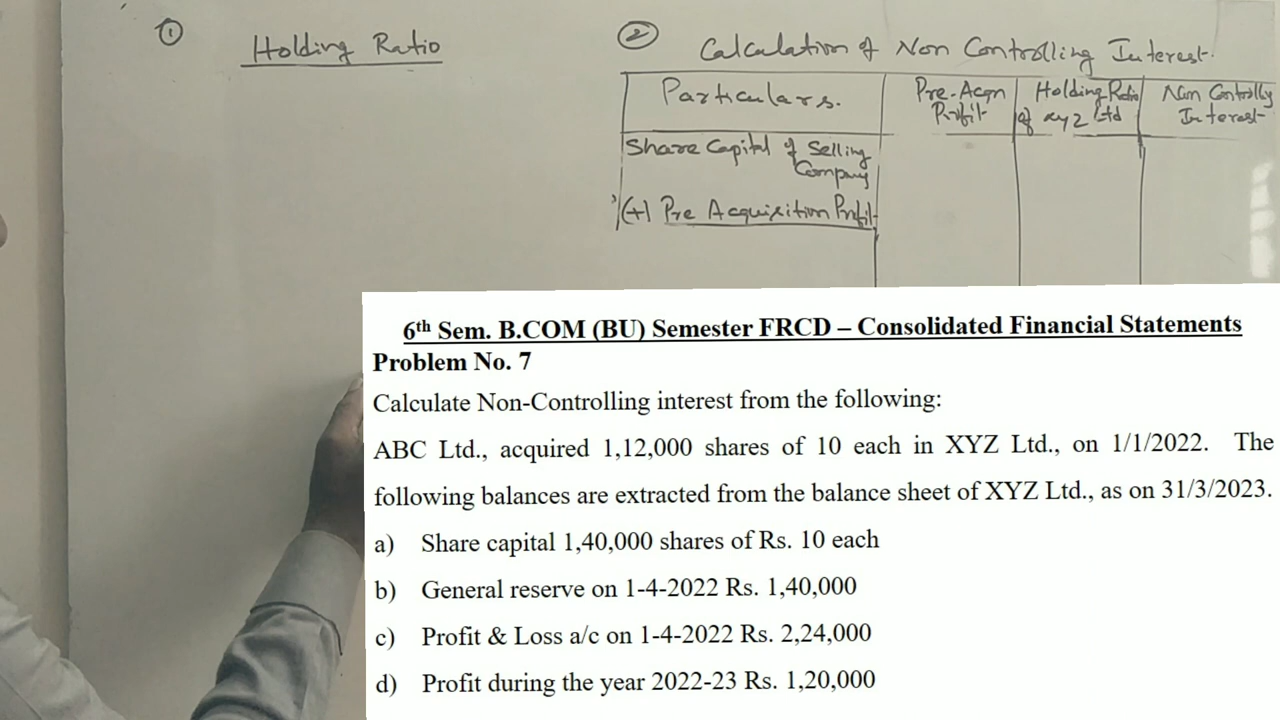 1
Holding Ratio
2
Calculation of Non Controlling Interest.
Particulars.
Pre-Acqn
Profit
Holding Ratio
of xyz Ltd
Non Controlly
Interest
Share Capital of Selling
Company
(+) Pre Acquisition Profit
6th Sem. B.COM (BU) Semester FRCD – Consolidated Financial Statements
Problem No. 7
Calculate Non-Controlling interest from the following:
ABC Ltd., acquired 1,12,000 shares of 10 each in XYZ Ltd., on 1/1/2022. The
following balances are extracted from the balance sheet of XYZ Ltd., as on 31/3/2023.
a) Share capital 1,40,000 shares of Rs. 10 each
b) General reserve on 1-4-2022 Rs. 1,40,000
c) Profit & Loss a/c on 1-4-2022 Rs. 2,24,000
d) Profit during the year 2022-23 Rs. 1,20,000